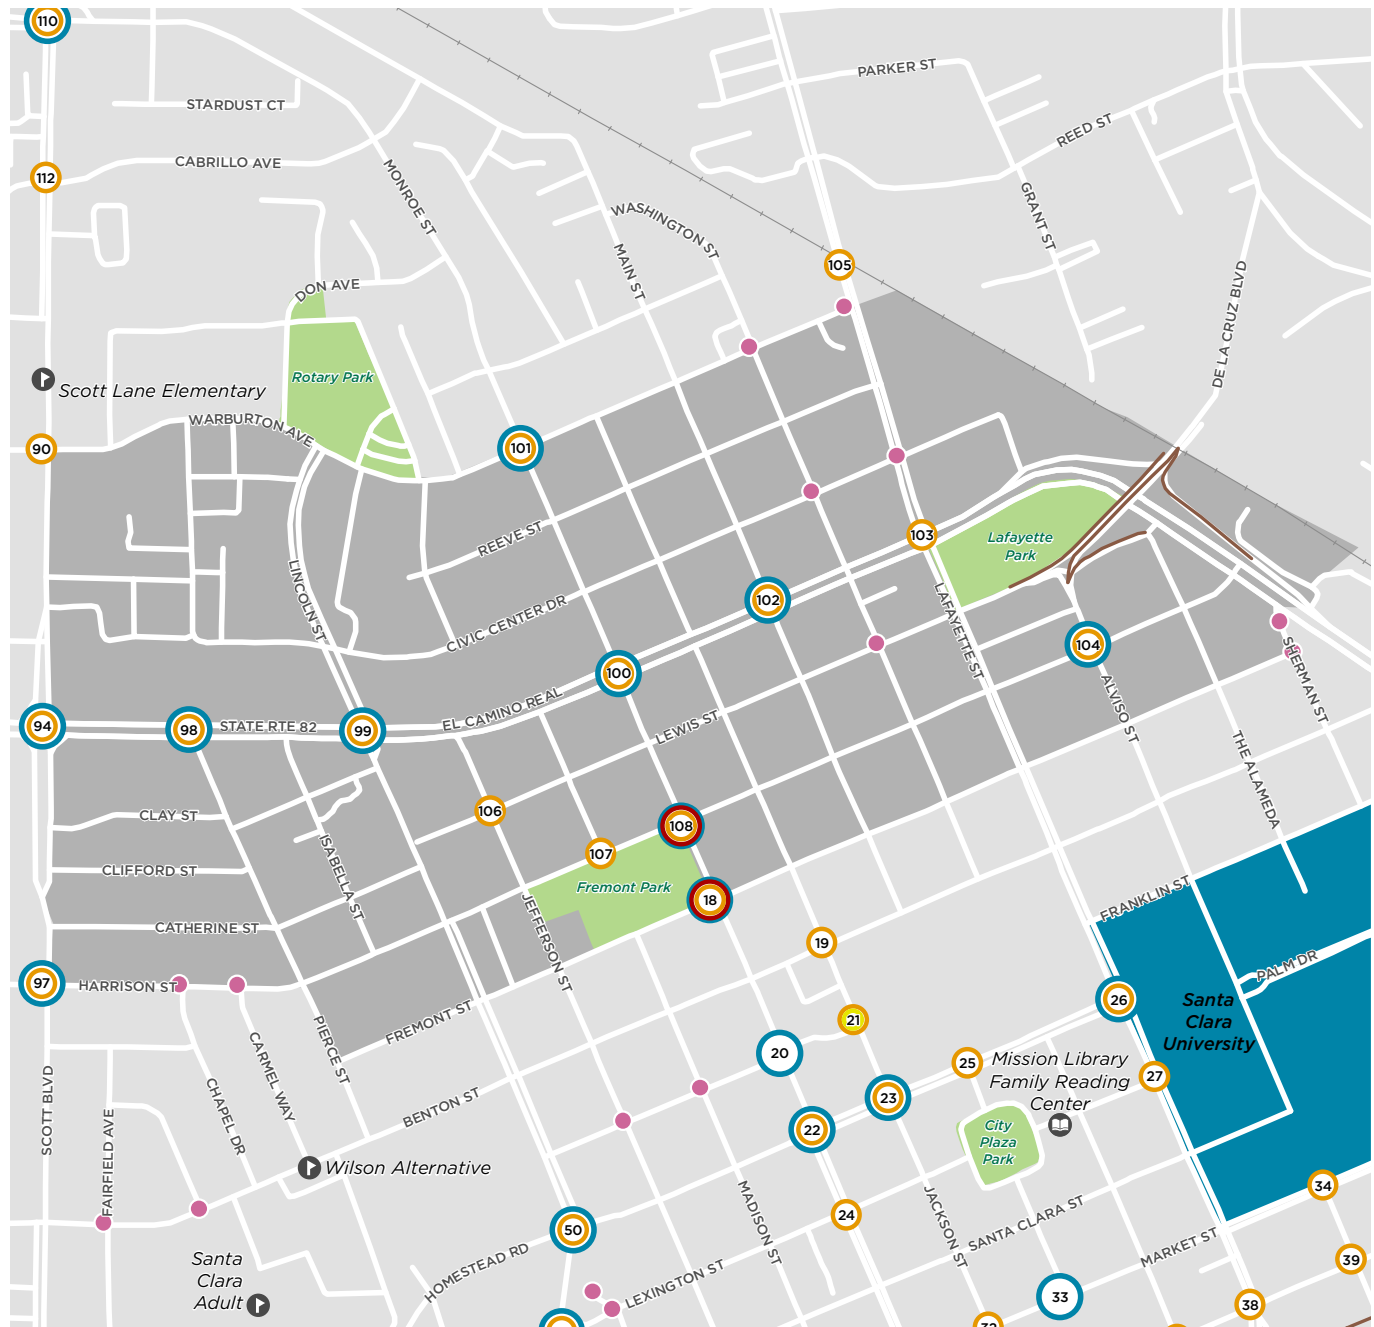 110
PARKER ST
STARDUST CT
REED ST
CABRILLO AVE
112
MONROE ST
WASHINGTON ST
GRANT ST
MAIN ST
105
DE LA CRUZ BLVD
DON AVE
Rotary Park
Scott Lane Elementary
WARBURTON AVE
90
101
REEVE ST
103
Lafayette
Park
LINCOLN ST
CIVIC CENTER DR
102
LAFAYETTE ST
104
SHERMAN ST
100
ALVISO ST
94
98
STATE RTE 82
99
EL CAMINO REAL
LEWIS ST
THE ALAMEDA
106
CLAY ST
108
ISABELLA ST
107
CLIFFORD ST
Fremont Park
18
JEFFERSON ST
FRANKLIN ST
CATHERINE ST
19
PALM DR
97
HARRISON ST
26
Santa
Clara
University
FREMONT ST
21
PIERCE ST
CARMEL WAY
20
25
Mission Library
Family Reading
Center
27
SCOTT BLVD
CHAPEL DR
BENTON ST
23
22
City
Plaza
Park
FAIRFIELD AVE
Wilson Alternative
34
MADISON ST
JACKSON ST
24
50
SANTA CLARA ST
MARKET ST
HOMESTEAD RD
39
Santa
Clara
Adult
LEXINGTON ST
33
38
32